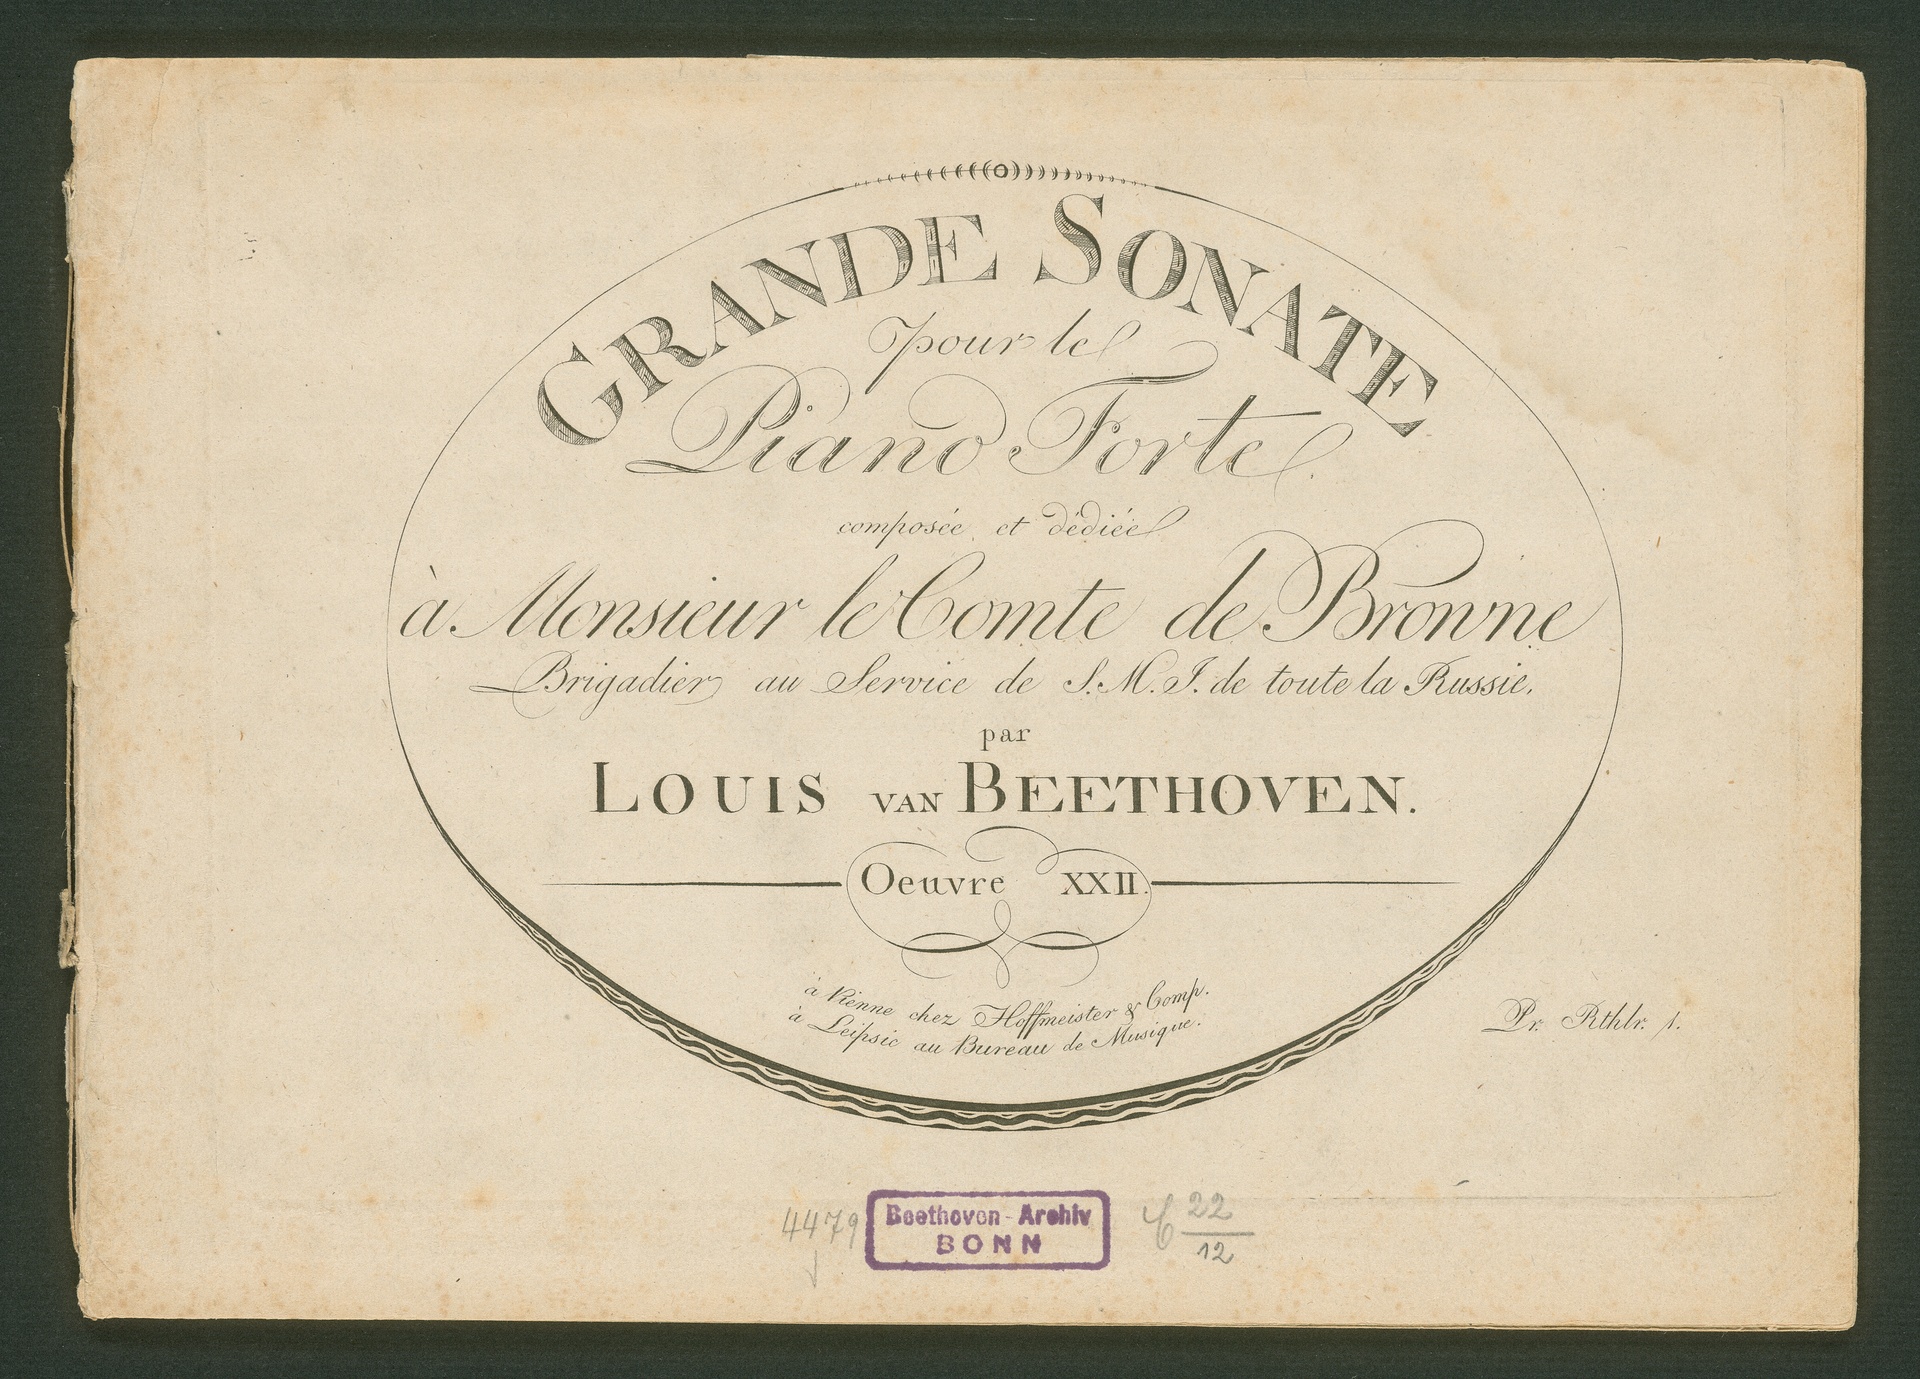 GRANDE SONATE
pour le
Piano Forte
composée et dédiée
à Monsieur le Comte de Browne
Brigadier au Service de S. M. I. de toute la Russie,
par
LOUIS VAN BEETHOVEN.
Oeuvre XXII.
à Vienne chez Hoffmeister & Comp.
à Leipsic au Bureau de Musique.
Pr. Rthlr. 1.
4479
Beethoven-Archiv
BONN
22
12